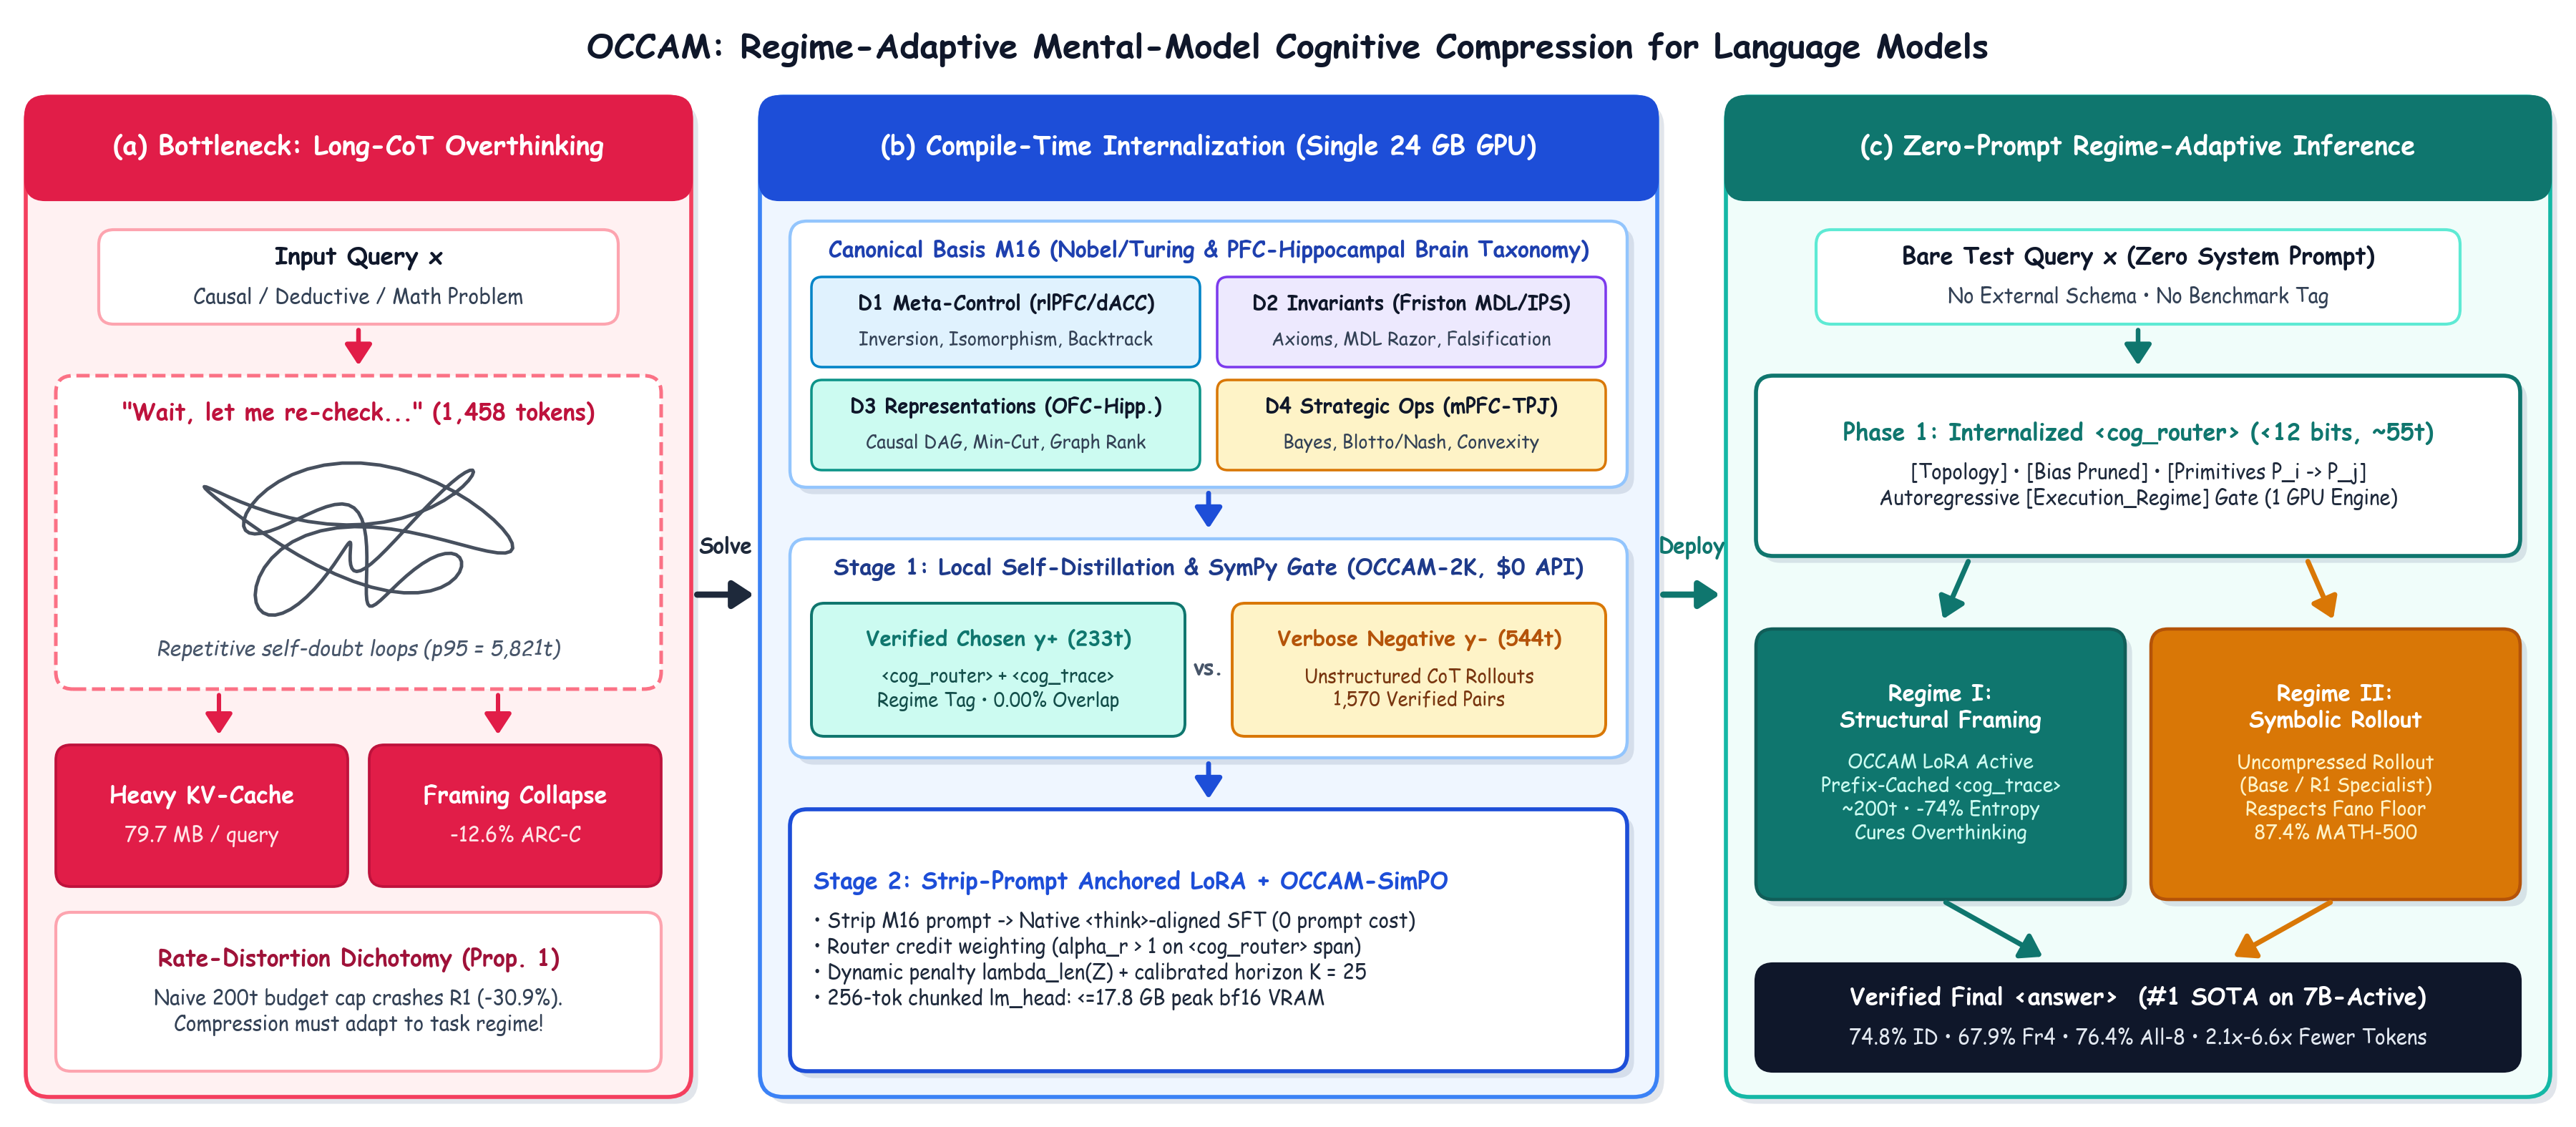 OCCAM: Regime-Adaptive Mental-Model Cognitive Compression for Language Models
(a) Bottleneck: Long-CoT Overthinking
Input Query x
Causal / Deductive / Math Problem
"Wait, let me re-check..." (1,458 tokens)
Repetitive self-doubt loops (p95 = 5,821t)
Heavy KV-Cache
79.7 MB / query
Framing Collapse
-12.6% ARC-C
Rate-Distortion Dichotomy (Prop. 1)
Naive 200t budget cap crashes R1 (-30.9%).
Compression must adapt to task regime!
Solve
(b) Compile-Time Internalization (Single 24 GB GPU)
Canonical Basis M16 (Nobel/Turing & PFC-Hippocampal Brain Taxonomy)
D1 Meta-Control (rlPFC/dACC)
Inversion, Isomorphism, Backtrack
D2 Invariants (Friston MDL/IPS)
Axioms, MDL Razor, Falsification
D3 Representations (OFC-Hipp.)
Causal DAG, Min-Cut, Graph Rank
D4 Strategic Ops (mPFC-TPJ)
Bayes, Blotto/Nash, Convexity
Stage 1: Local Self-Distillation & SymPy Gate (OCCAM-2K, $0 API)
Verified Chosen y+ (233t)
<cog_router> + <cog_trace>
Regime Tag • 0.00% Overlap
vs.
Verbose Negative y- (544t)
Unstructured CoT Rollouts
1,570 Verified Pairs
Stage 2: Strip-Prompt Anchored LoRA + OCCAM-SimPO
• Strip M16 prompt -> Native <think>-aligned SFT (0 prompt cost)
• Router credit weighting (alpha_r > 1 on <cog_router> span)
• Dynamic penalty lambda_len(Z) + calibrated horizon K = 25
• 256-tok chunked lm_head: <=17.8 GB peak bf16 VRAM
Deploy
(c) Zero-Prompt Regime-Adaptive Inference
Bare Test Query x (Zero System Prompt)
No External Schema • No Benchmark Tag
Phase 1: Internalized <cog_router> (<12 bits, ~55t)
[Topology] • [Bias Pruned] • [Primitives P_i -> P_j]
Autoregressive [Execution_Regime] Gate (1 GPU Engine)
Regime I:
Structural Framing
OCCAM LoRA Active
Prefix-Cached <cog_trace>
~200t • -74% Entropy
Cures Overthinking
Regime II:
Symbolic Rollout
Uncompressed Rollout
(Base / R1 Specialist)
Respects Fano Floor
87.4% MATH-500
Verified Final <answer> (#1 SOTA on 7B-Active)
74.8% ID • 67.9% Fr4 • 76.4% All-8 • 2.1x-6.6x Fewer Tokens